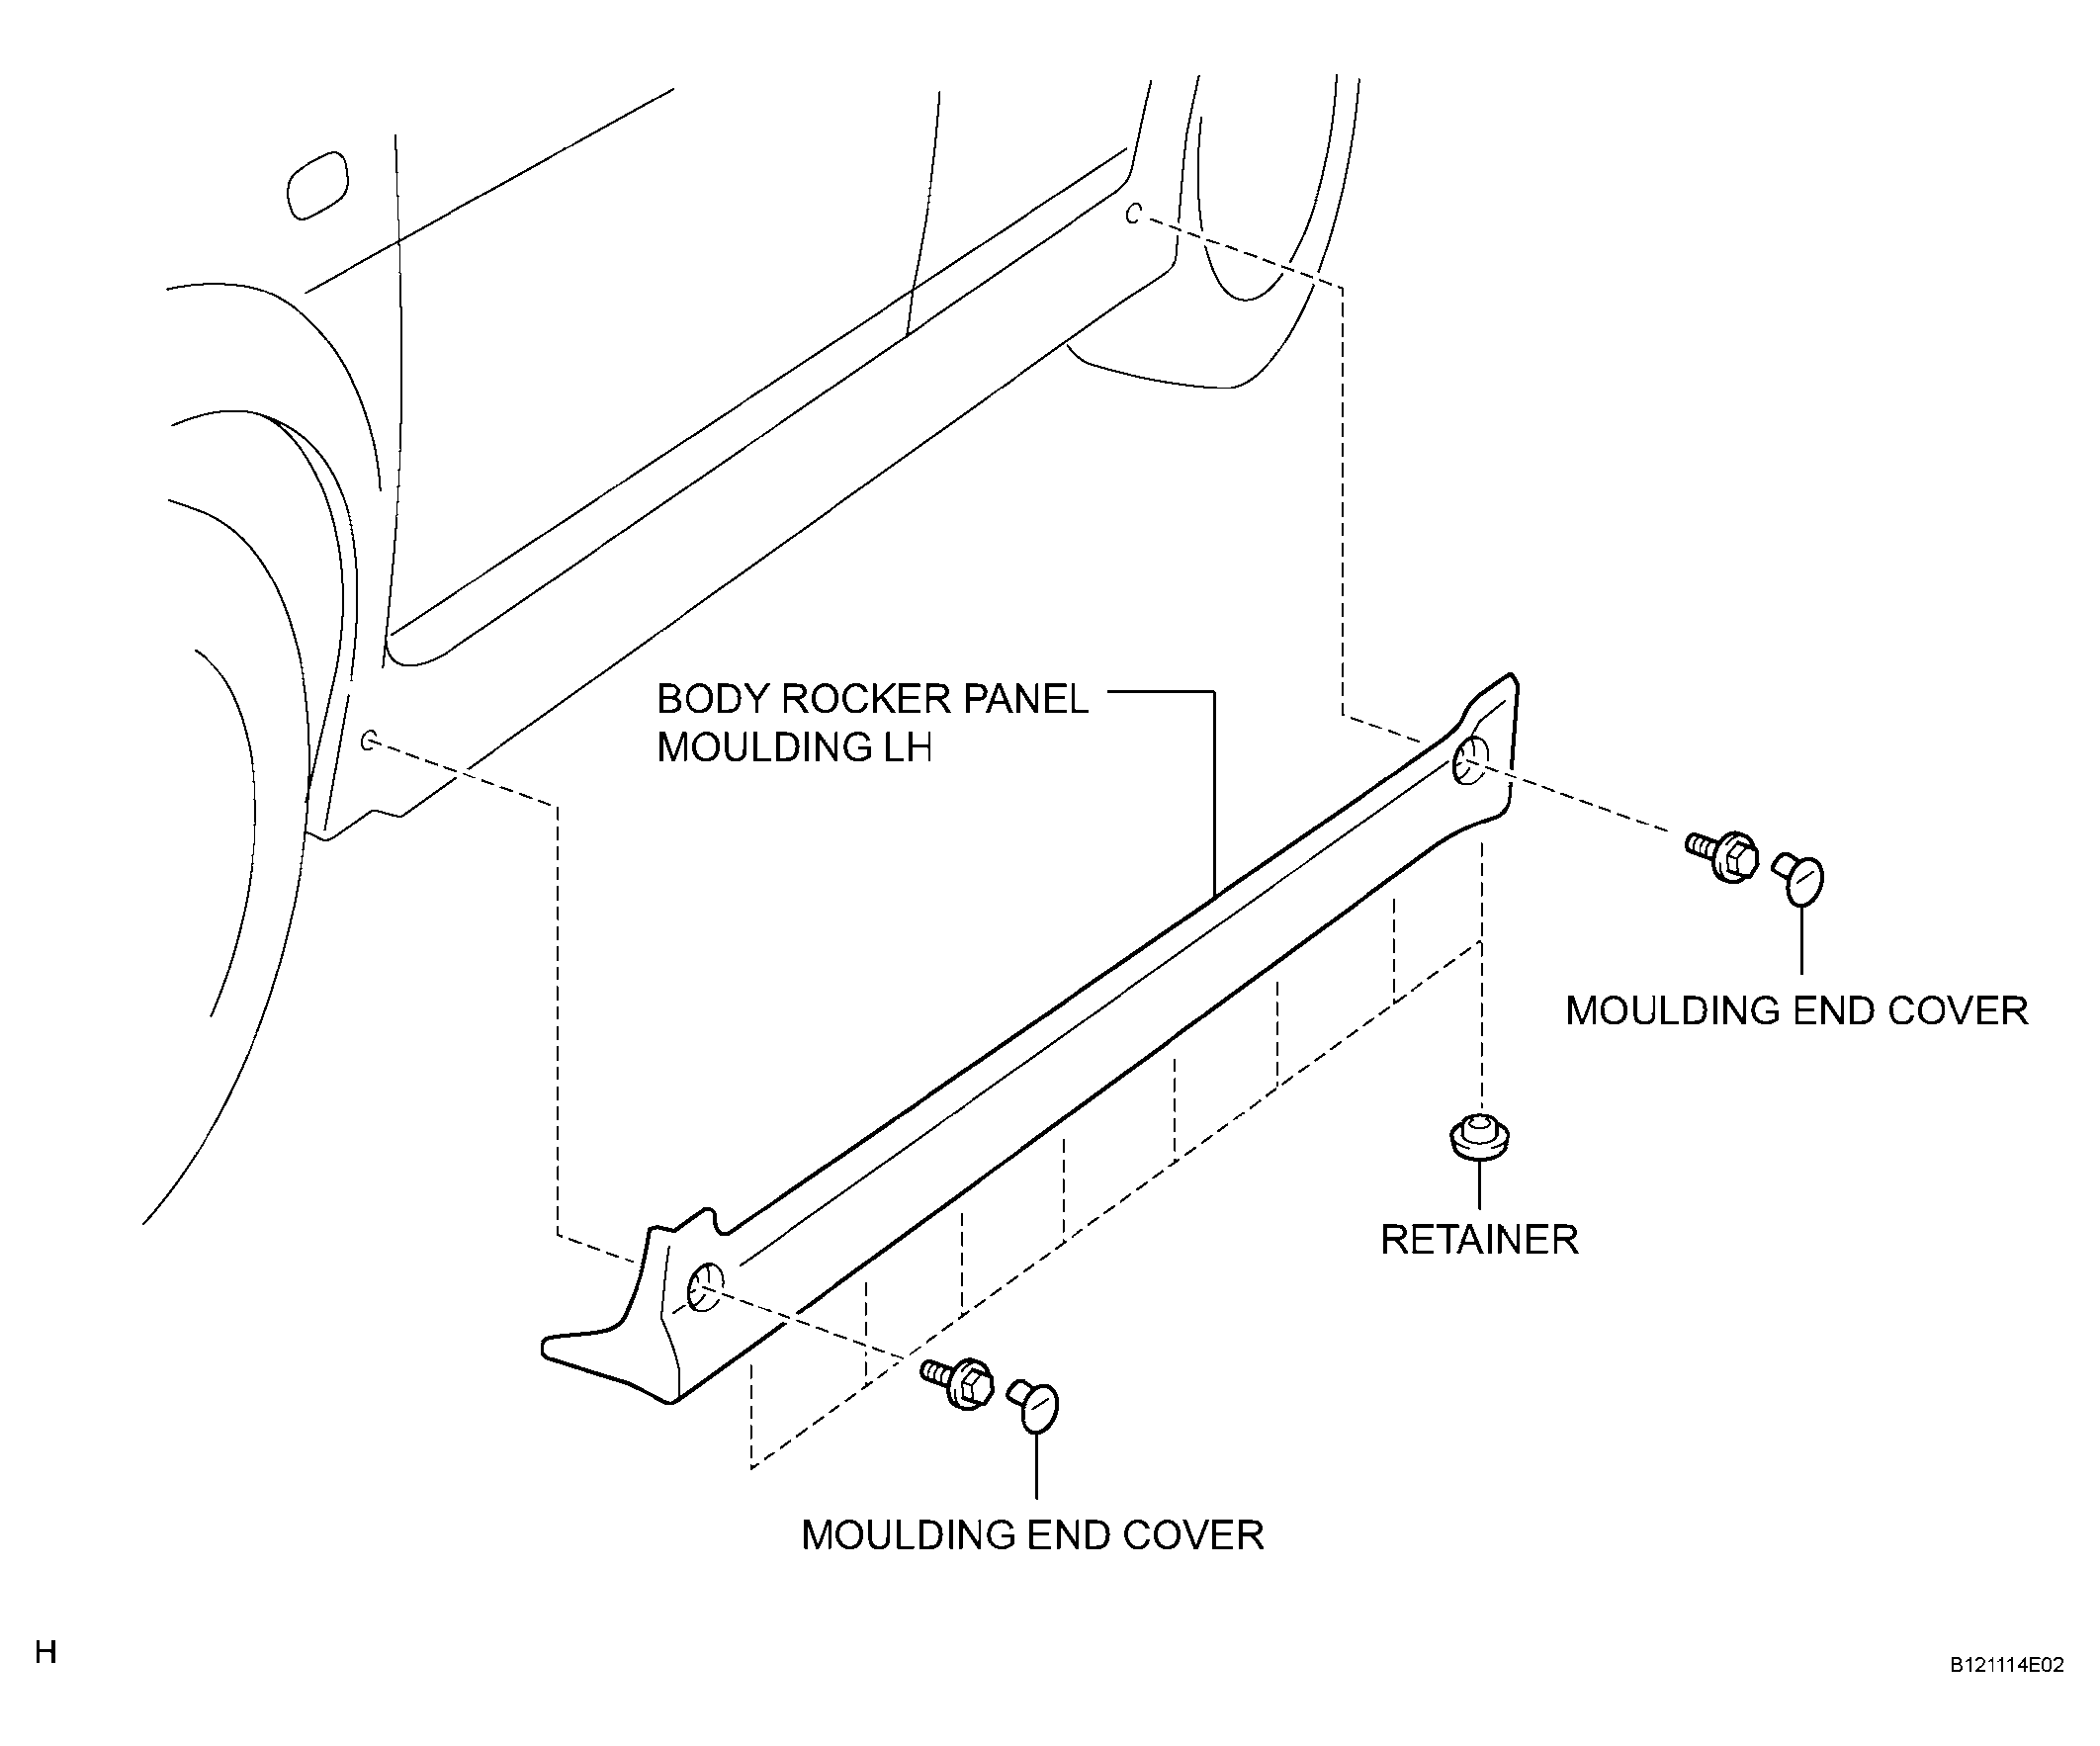 BODY ROCKER PANEL
MOULDING LH
MOULDING END COVER
RETAINER
MOULDING END COVER
H
B121114E02